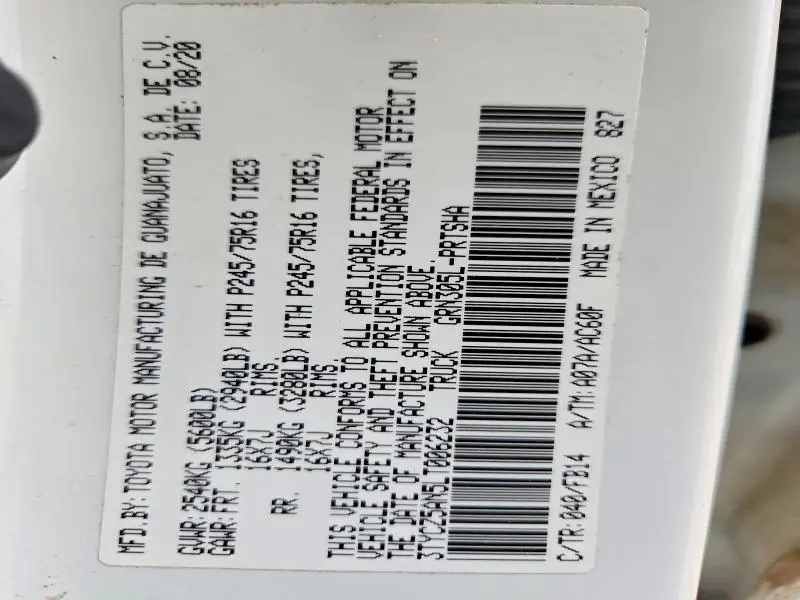 MFD.BY: TOYOTA MOTOR MANUFACTURING DE GUANAJUATO, S.A. DE C.V.
DATE: 08/20
GVWR: 2540KG (5600LB)
GAWR: FRT. 1335KG (2940LB) WITH P245/75R16 TIRES
16X7J RIMS,
RR. 1490KG (3280LB) WITH P245/75R16 TIRES,
16X7J RIMS,
THIS VEHICLE CONFORMS TO ALL APPLICABLE FEDERAL MOTOR
VEHICLE SAFETY AND THEFT PREVENTION STANDARDS IN EFFECT ON
THE DATE OF MANUFACTURE SHOWN ABOVE.
3TYCZ5AN5LT006232 TRUCK GRN305L-PRTSHA
C/TR: 040/FB14 A/TM: A07A/AC60F MADE IN MEXICO 827